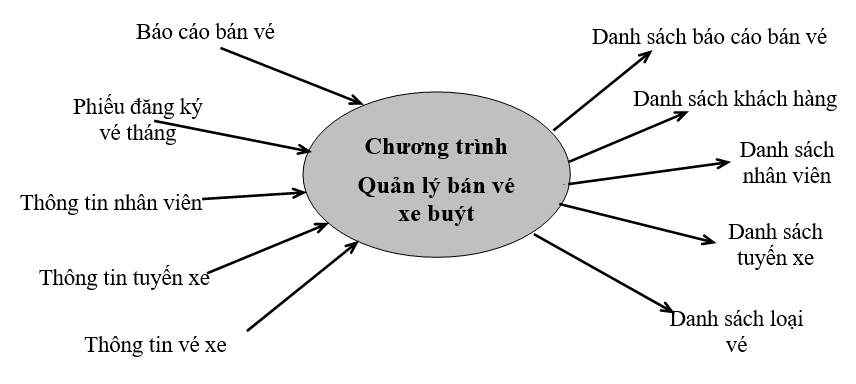 Báo cáo bán vé
Phiếu đăng ký
vé tháng
Thông tin nhân viên
Thông tin tuyến xe
Thông tin vé xe
Chương trình
Quản lý bán vé
xe buýt
Danh sách báo cáo bán vé
Danh sách khách hàng
Danh sách
nhân viên
Danh sách
tuyến xe
Danh sách loại
vé